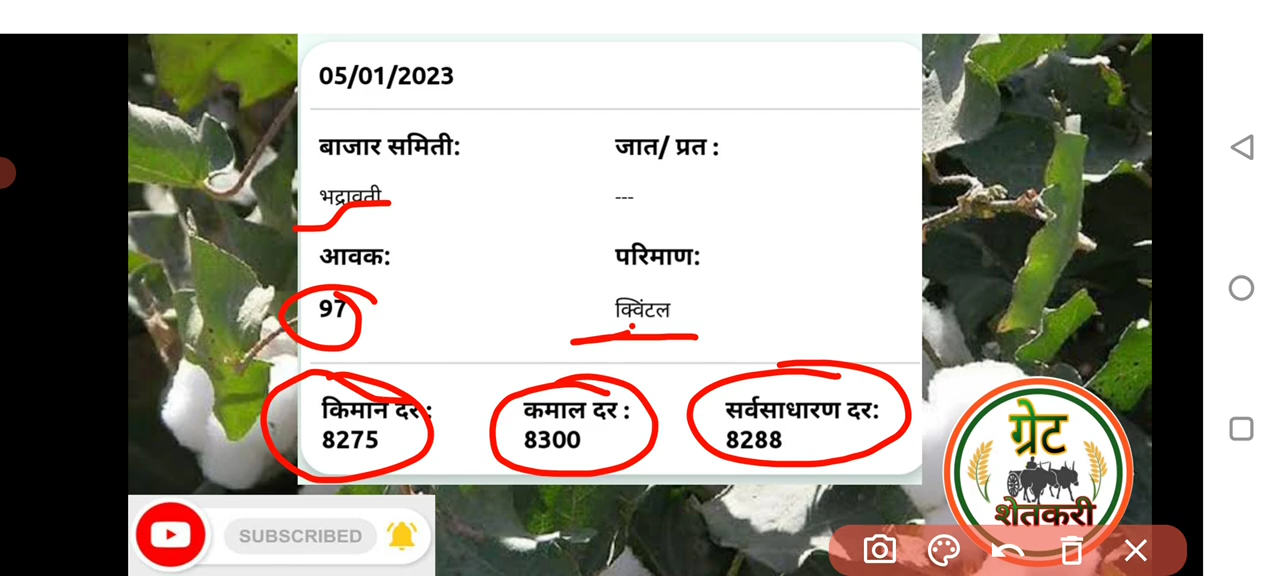 05/01/2023
बाजार समिती:
जात/ प्रत :
भद्रावती
---
आवक:
परिमाण:
97
क्विंटल
किमान दर :
कमाल दर :
सर्वसाधारण दर:
8275
8300
8288
ग्रेट
शेतकरी
SUBSCRIBED